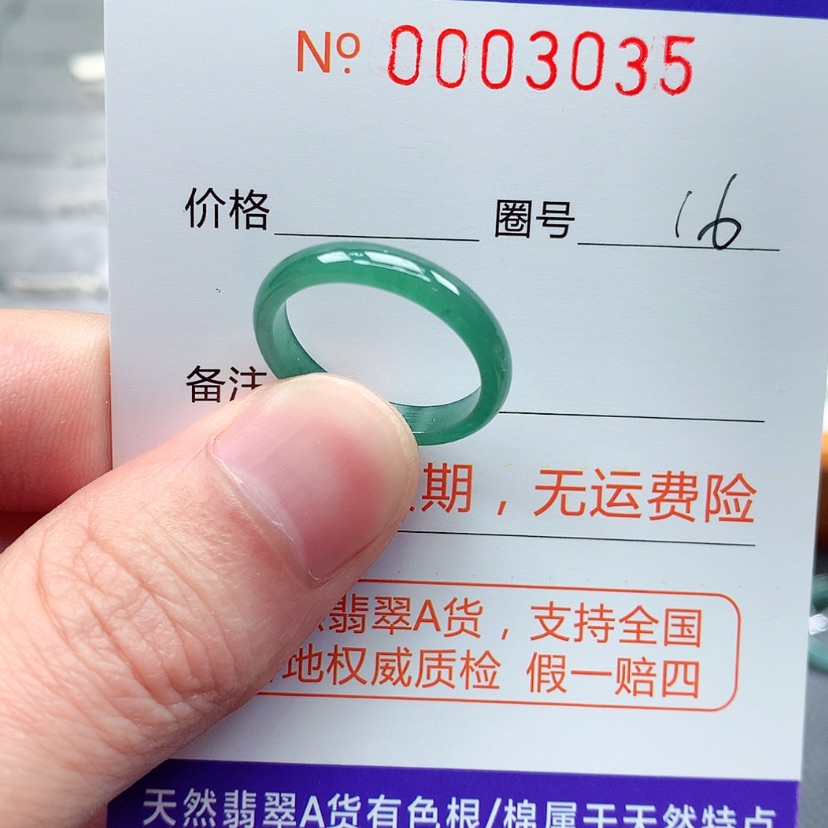 No 0003035
价格 圈号 16
备注
期，无运费险
翡翠A货，支持全国
地权威质检 假一赔四
天然翡翠A货有色根/棉属于天然特点